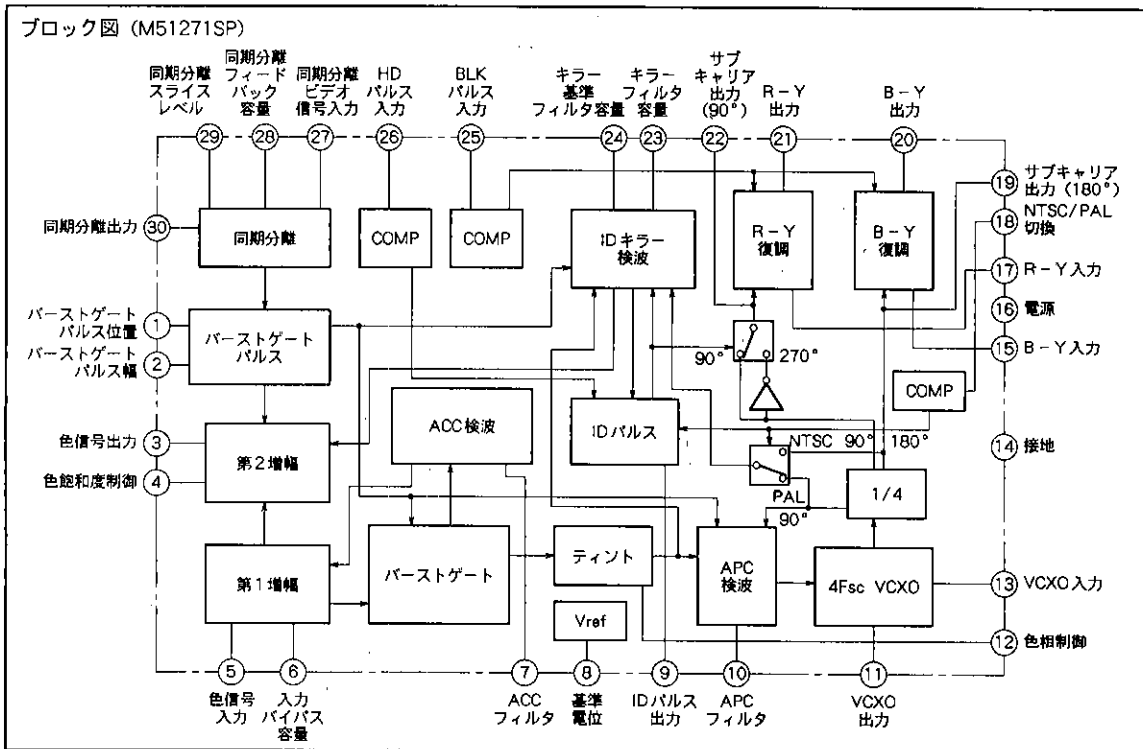 ブロック図 (M51271SP)
同期分離
スライス
レベル
同期分離
フィード
バック
容量
同期分離
ビデオ
信号入力
HD
パルス
入力
BLK
パルス
入力
キラー
基準
フィルタ容量
キラー
フィルタ
容量
サブ
キャリア
出力
(90°)
R-Y
出力
B-Y
出力
29
28
27
26
25
24
23
22
21
20
同期分離出力
30
同期分離
COMP
COMP
IDキラー
検波
R-Y
復調
B-Y
復調
19
サブキャリア
出力 (180°)
18
NTSC/PAL
切換
17
R-Y入力
16
電源
15
B-Y入力
バーストゲート
パルス位置
1
バーストゲート
パルス幅
2
バーストゲート
パルス
90°
270°
COMP
色信号出力
3
色飽和度制御
4
第2増幅
ACC検波
IDパルス
NTSC 90°
180°
PAL
90°
1/4
14
接地
第1増幅
バーストゲート
ティント
APC
検波
4Fsc VCXO
13
VCXO入力
Vref
12
色相制御
5
6
7
8
9
10
11
色信号
入力
入力
バイパス
容量
ACC
フィルタ
基準
電位
IDパルス
出力
APC
フィルタ
VCXO
出力